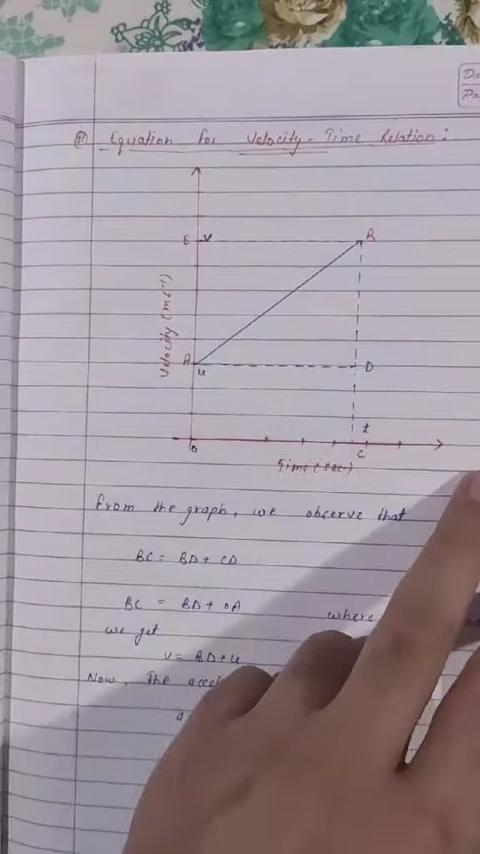 Equation for Velocity-Time Relation:
E V B
Velocity (ms⁻¹)
A u D
t
O C
Time (sec)
From the graph, we observe that
BC = BD + CD
BC = BD + OA where
we get
V = BD + u
Now, The accel
a